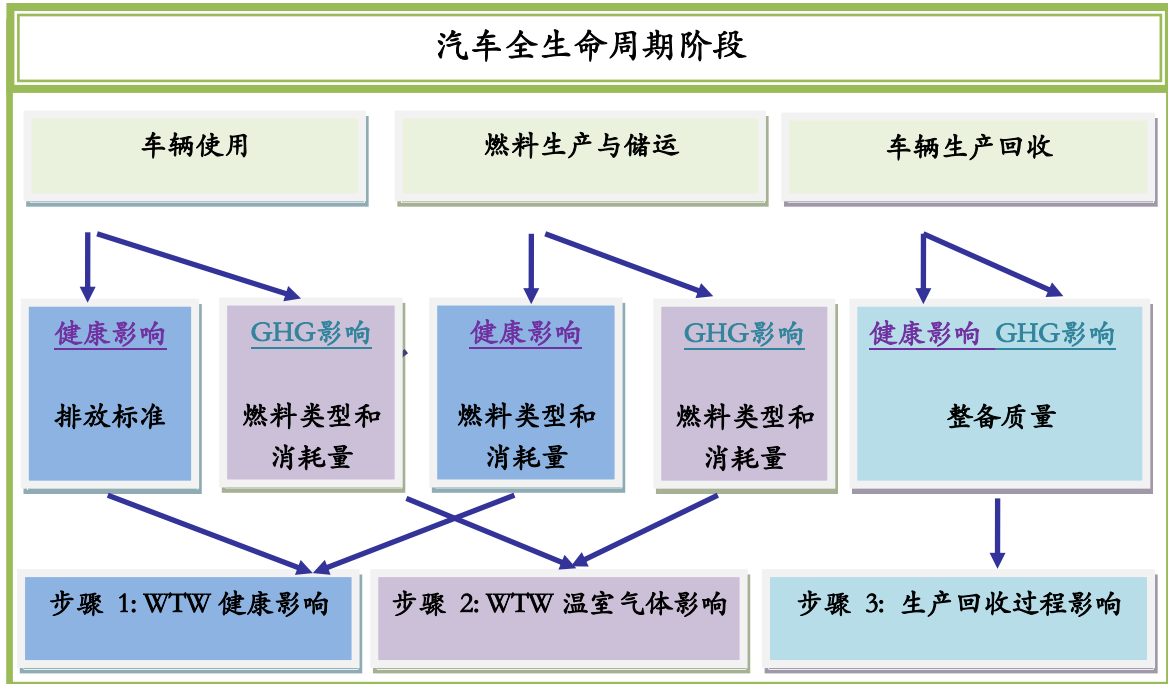 汽车全生命周期阶段
车辆使用
燃料生产与储运
车辆生产回收
健康影响
排放标准
GHG影响
燃料类型和
消耗量
健康影响
燃料类型和
消耗量
GHG影响
燃料类型和
消耗量
健康影响 GHG影响
整备质量
步骤 1: WTW 健康影响
步骤 2: WTW 温室气体影响
步骤 3: 生产回收过程影响